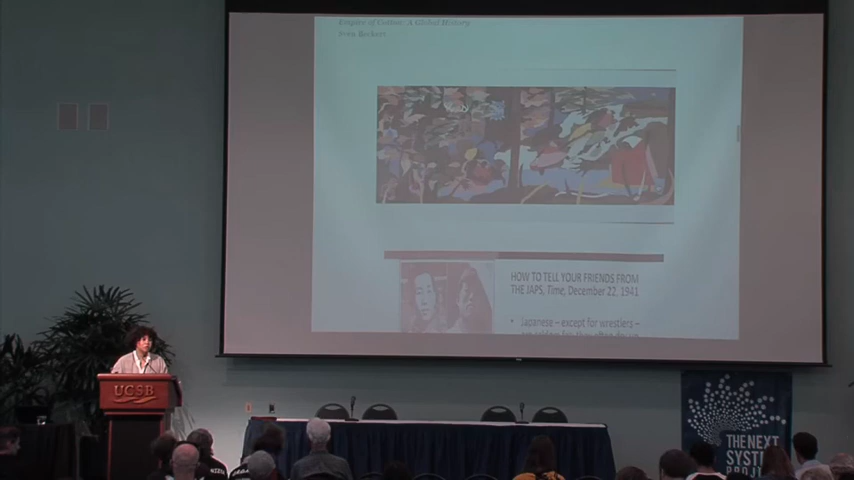 Empire of Cotton: A Global History
Sven Beckert
HOW TO TELL YOUR FRIENDS FROM
THE JAPS, Time, December 22, 1941
• Japanese – except for wrestlers –
UCSB
THE NEXT
SYSTEM
PROJECT